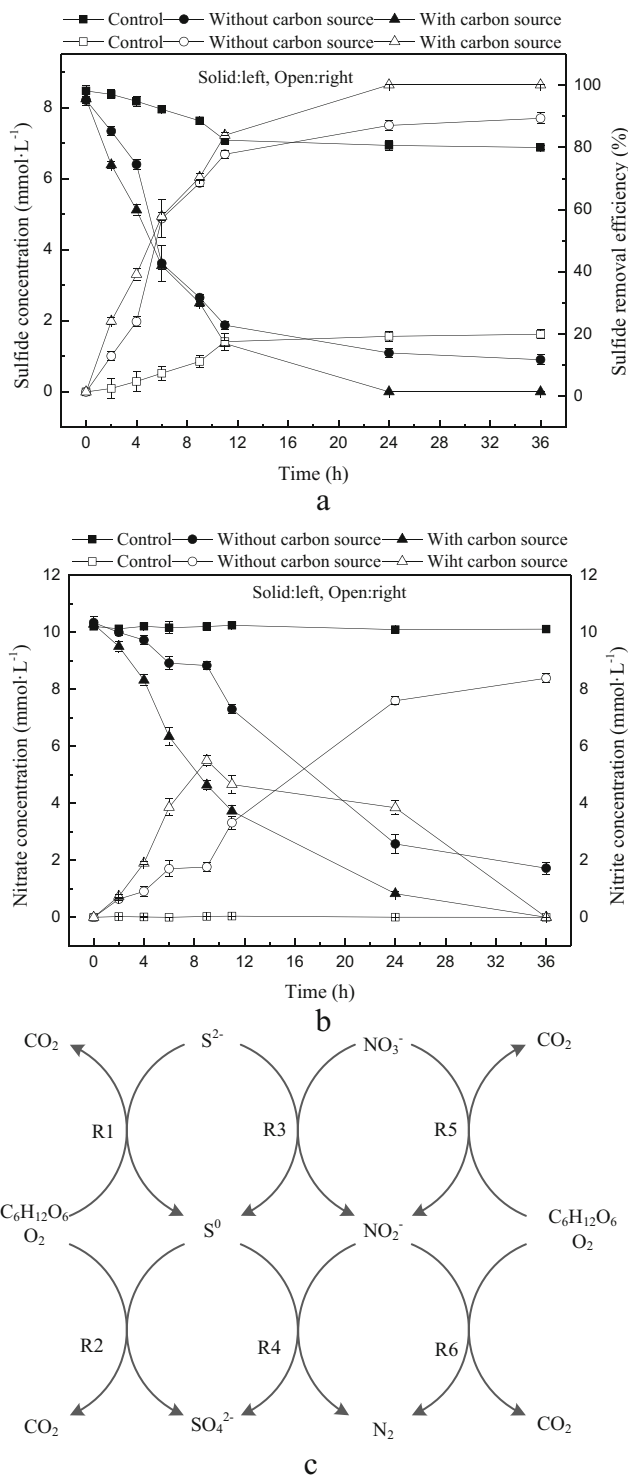 Control Without carbon source With carbon source
Control Without carbon source With carbon source
Solid:left, Open:right
Sulfide concentration (mmol·L⁻¹)
8
6
4
2
0
100
80
60
40
20
0
Sulfide removal efficiency (%)
0 4 8 12 16 20 24 28 32 36
Time (h)
a
Control Without carbon source With carbon source
Control Without carbon source Wiht carbon source
Solid:left, Open:right
Nitrate concentration (mmol·L⁻¹)
12
10
8
6
4
2
0
12
10
8
6
4
2
0
Nitrite concentration (mmol·L⁻¹)
0 4 8 12 16 20 24 28 32 36
Time (h)
b
CO₂ S²⁻ NO₃⁻ CO₂
R1 R3 R5
C₆H₁₂O₆ C₆H₁₂O₆
O₂ S⁰ NO₂⁻ O₂
R2 R4 R6
CO₂ SO₄²⁻ N₂ CO₂
c